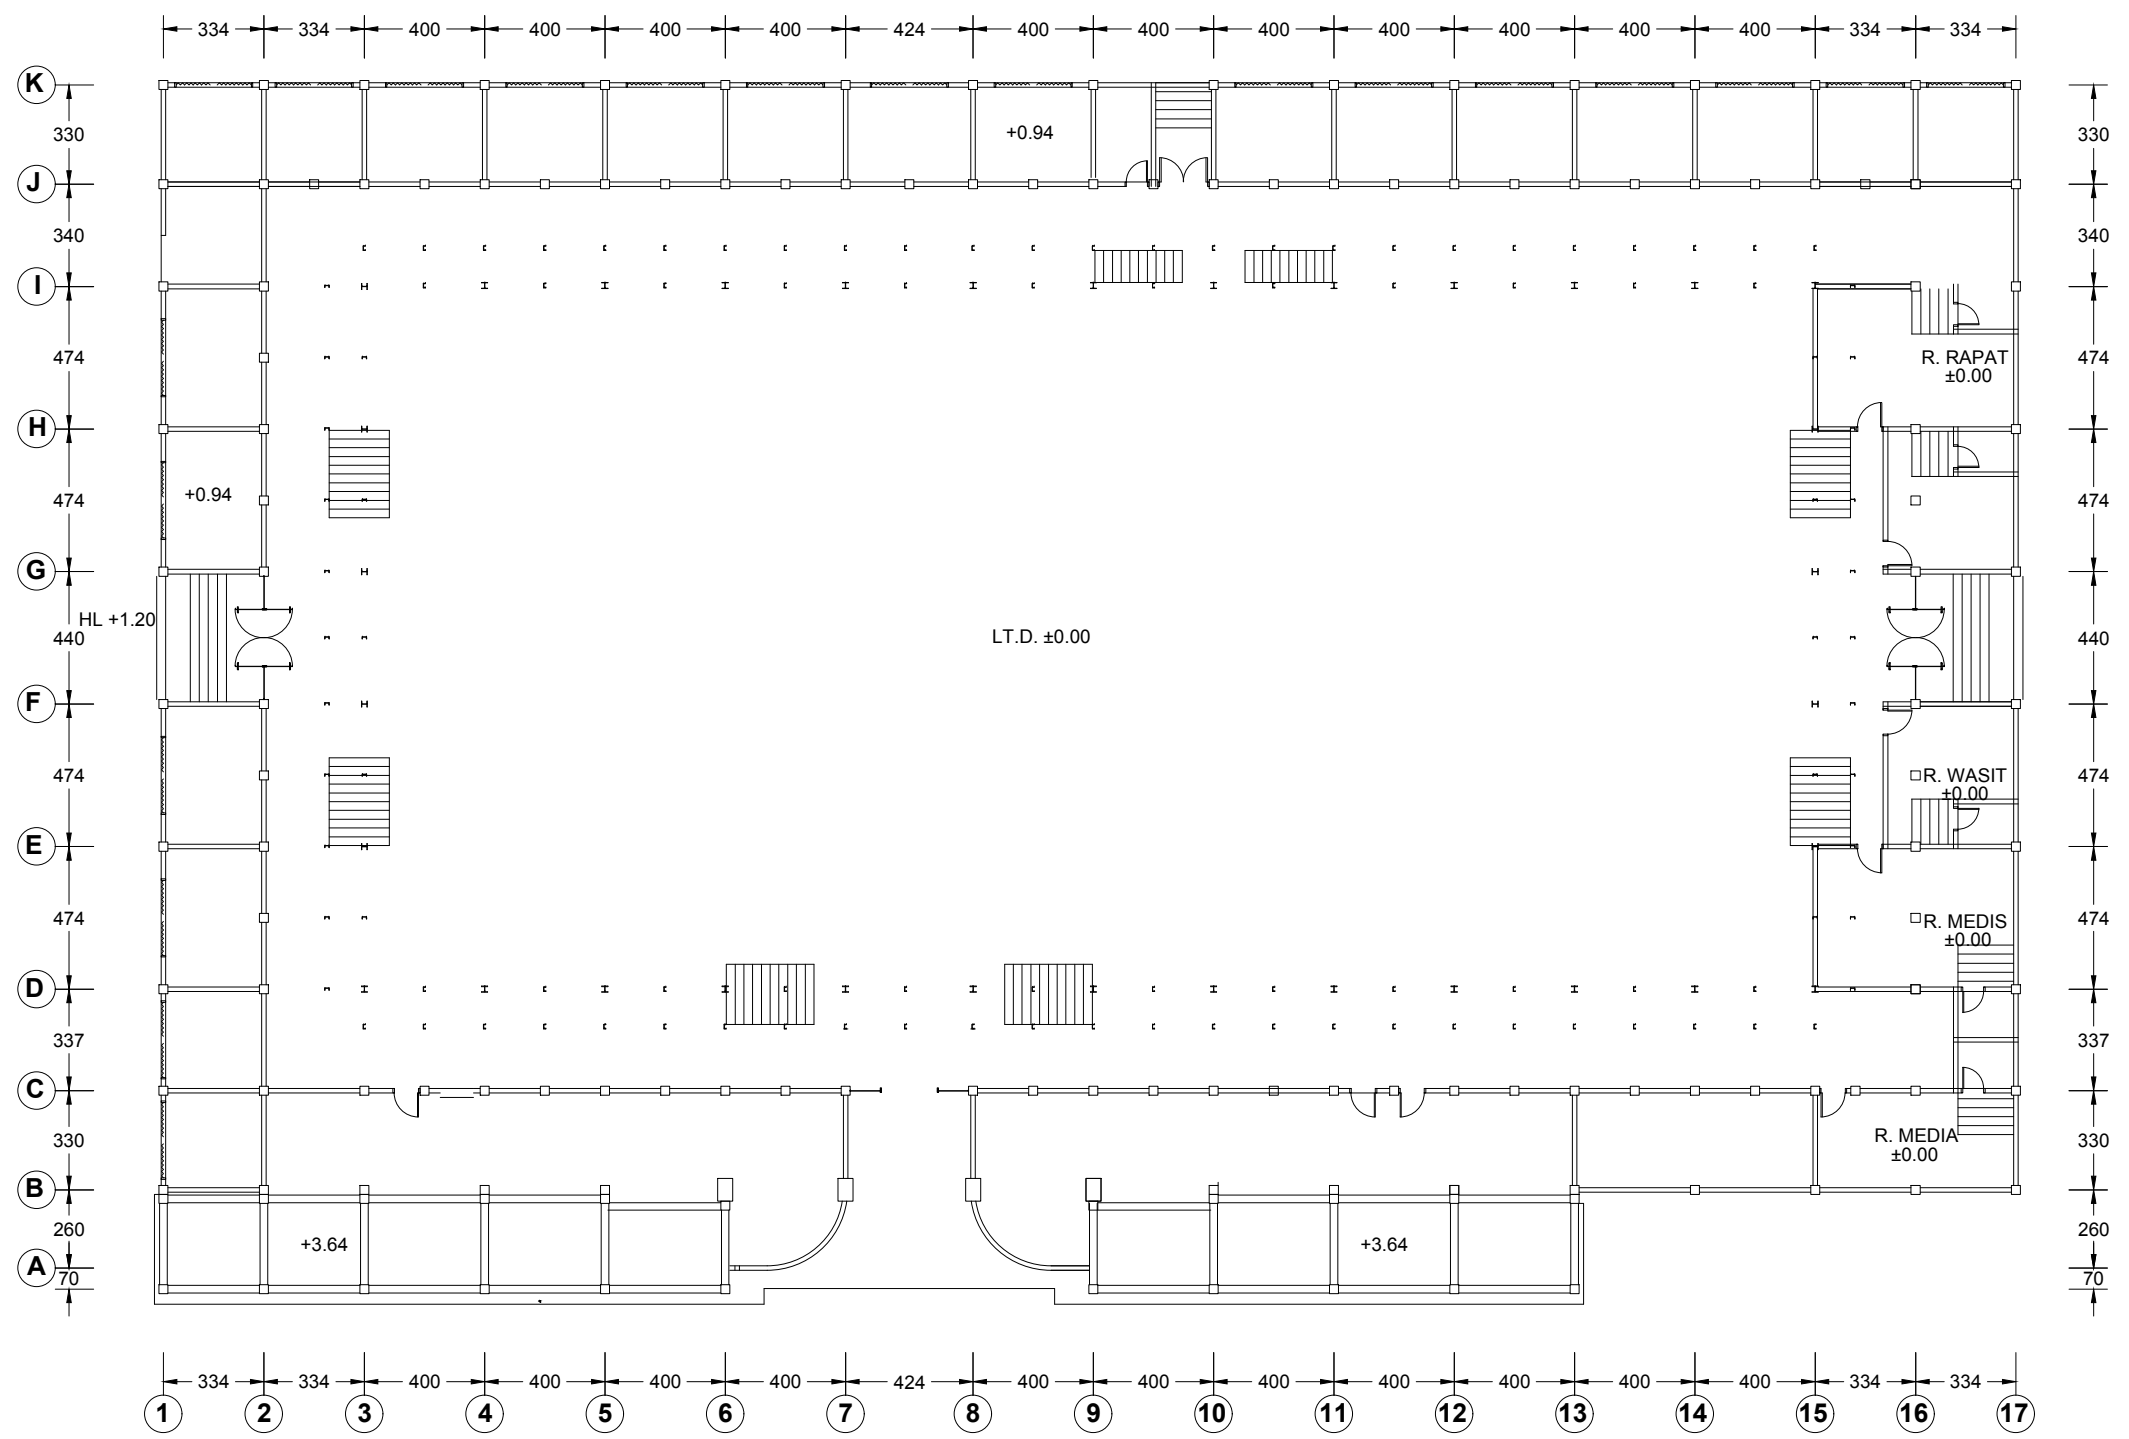 334 334 400 400 400 400 424 400 400 400 400 400 400 400 334 334
K
330 +0.94 330
J
340 340
I
474 R. RAPAT 474
±0.00
H
474 +0.94 474
G
HL +1.20
440 LT.D. ±0.00 440
F
474 R. WASIT 474
±0.00
E
474 R. MEDIS 474
±0.00
D
337 337
C
330 R. MEDIA 330
±0.00
B
260 +3.64 +3.64 260
A
70 70
334 334 400 400 400 400 424 400 400 400 400 400 400 400 334 334
1 2 3 4 5 6 7 8 9 10 11 12 13 14 15 16 17